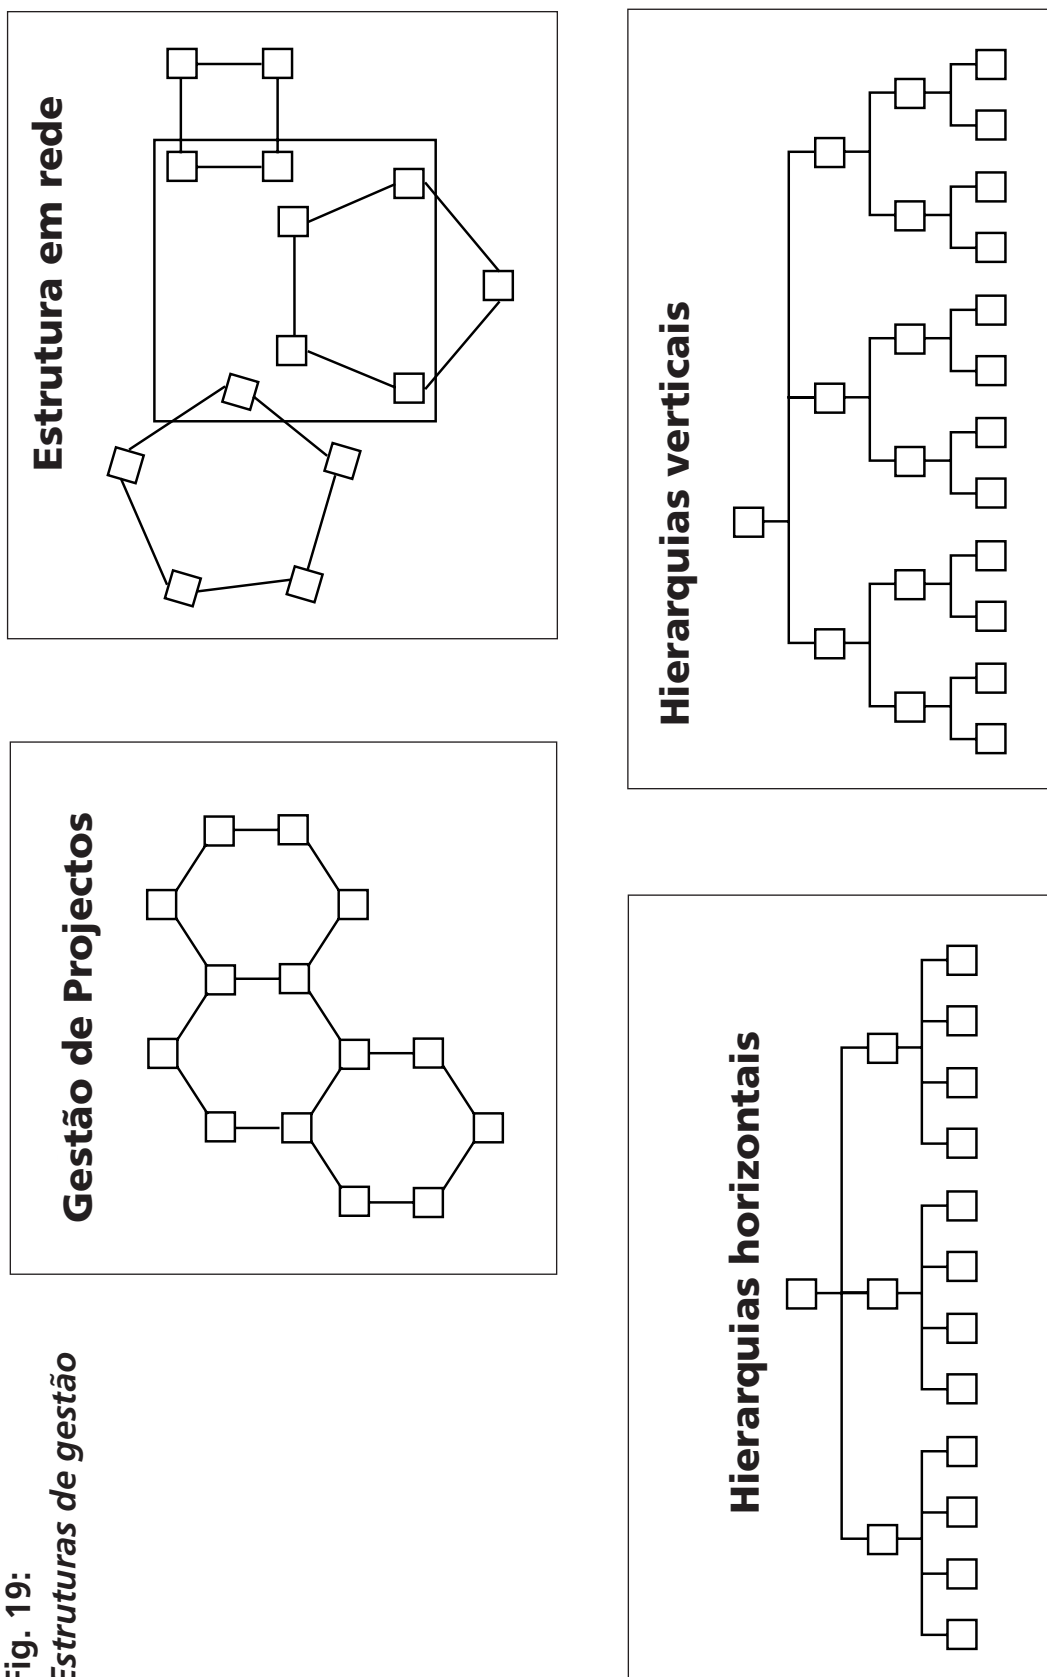 Fig. 19:
Estruturas de gestão
Gestão de Projectos
Estrutura em rede
Hierarquias horizontais
Hierarquias verticais